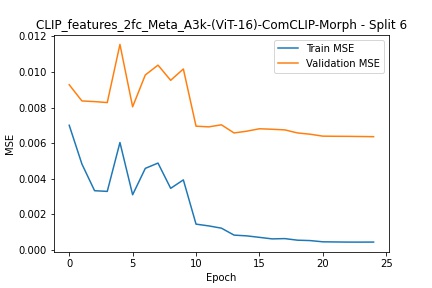 CLIP_features_2fc_Meta_A3k-(ViT-16)-ComCLIP-Morph - Split 6
Train MSE
Validation MSE
MSE
0.012
0.010
0.008
0.006
0.004
0.002
0.000
0 5 10 15 20 25
Epoch